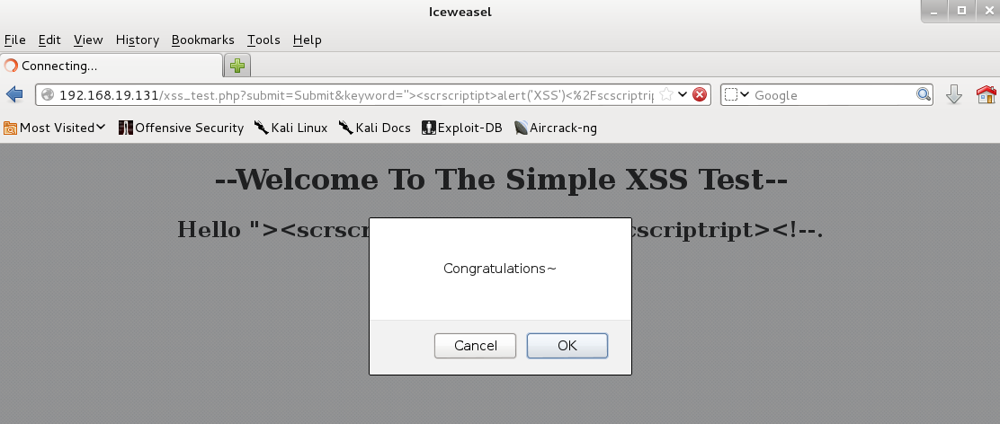 Iceweasel
File Edit View History Bookmarks Tools Help
Connecting...
192.168.19.131/xss_test.php?submit=Submit&keyword="><scrscriptipt>alert('XSS')<%2Fscscriptrip Google
Most Visited Offensive Security Kali Linux Kali Docs Exploit-DB Aircrack-ng
--Welcome To The Simple XSS Test--
Hello "><scrscr cscriptript><!--.
Congratulations~
Cancel OK